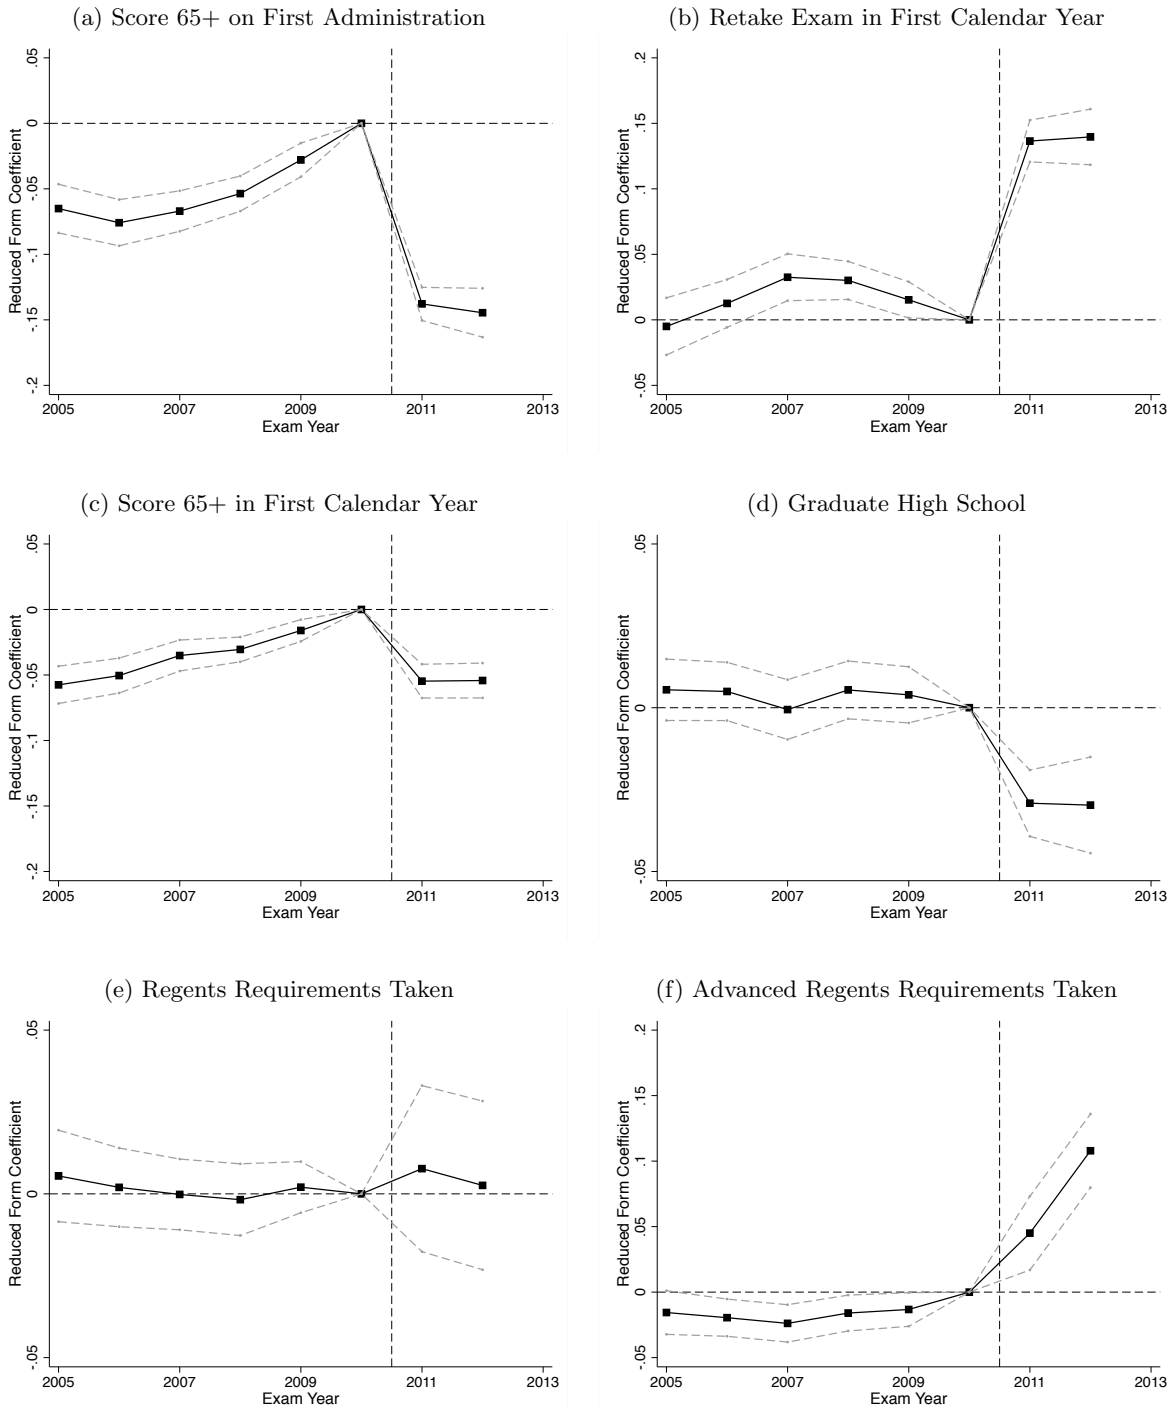 (a) Score 65+ on First Administration
Reduced Form Coefficient
.05
0
-.05
-.1
-.15
-.2
2005 2007 2009 2011 2013
Exam Year
(b) Retake Exam in First Calendar Year
Reduced Form Coefficient
.2
.15
.1
.05
0
-.05
2005 2007 2009 2011 2013
Exam Year
(c) Score 65+ in First Calendar Year
Reduced Form Coefficient
.05
0
-.05
-.1
-.15
-.2
2005 2007 2009 2011 2013
Exam Year
(d) Graduate High School
Reduced Form Coefficient
.05
0
-.05
2005 2007 2009 2011 2013
Exam Year
(e) Regents Requirements Taken
Reduced Form Coefficient
.05
0
-.05
2005 2007 2009 2011 2013
Exam Year
(f) Advanced Regents Requirements Taken
Reduced Form Coefficient
.2
.15
.1
.05
0
-.05
2005 2007 2009 2011 2013
Exam Year